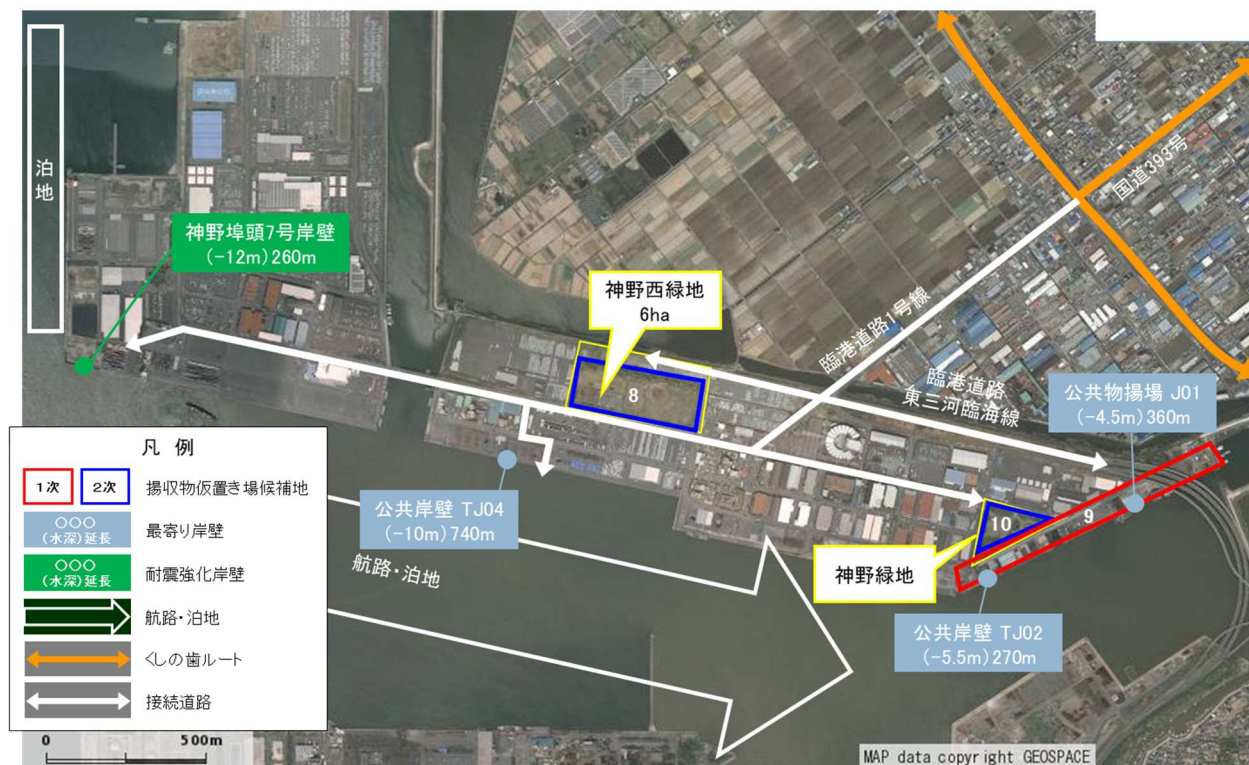 泊地
神野埠頭7号岸壁
(-12m)260m
神野西緑地
6ha
8
国道393号
臨港道路1号線
臨港道路
東三河臨海線
公共物揚場 J01
(-4.5m)360m
公共岸壁 TJ04
(-10m)740m
航路・泊地
10
9
神野緑地
公共岸壁 TJ02
(-5.5m)270m
凡 例
1次
2次
揚収物仮置き場候補地
○○○
(水深)延長
最寄り岸壁
○○○
(水深)延長
耐震強化岸壁
航路・泊地
くしの歯ルート
接続道路
0
500m
MAP data copyright GEOSPACE